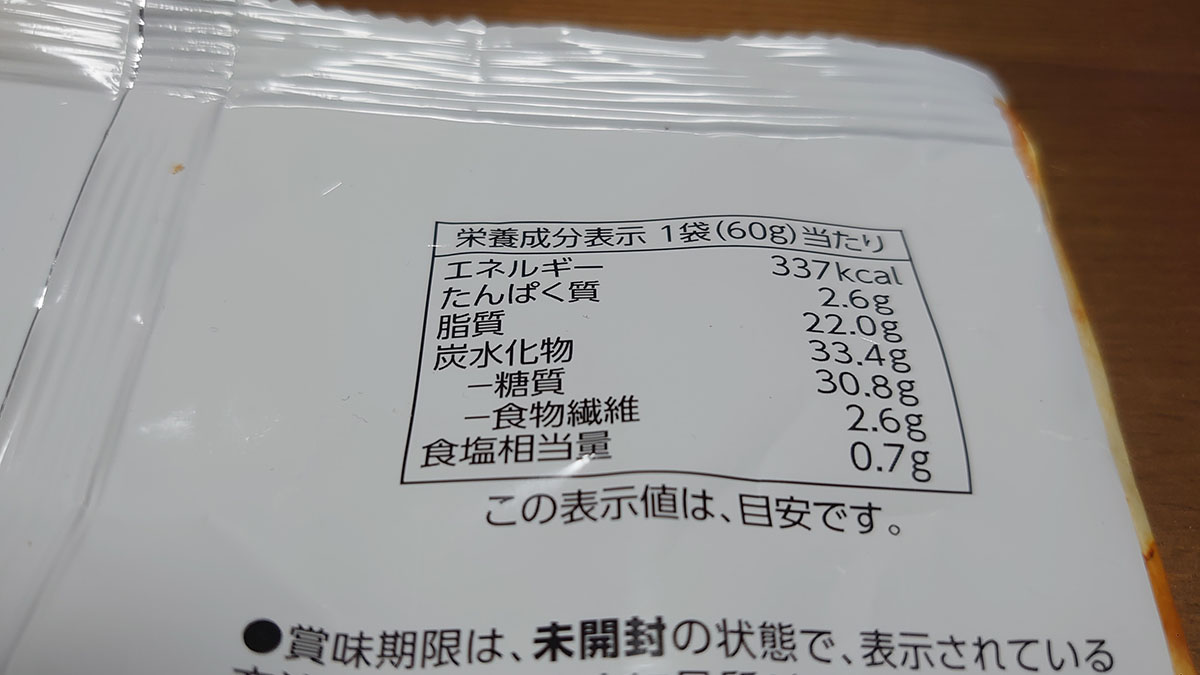 栄養成分表示 1袋(60g)当たり
エネルギー 337kcal
たんぱく質 2.6g
脂質 22.0g
炭水化物 33.4g
－糖質 30.8g
－食物繊維 2.6g
食塩相当量 0.7g
この表示値は、目安です。
●賞味期限は、未開封の状態で、表示されている